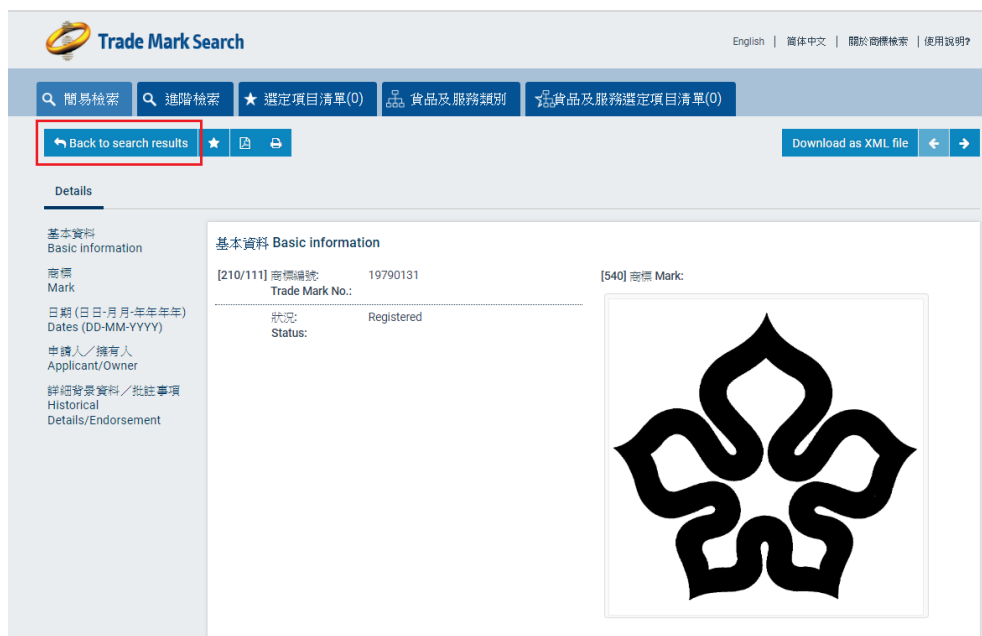 Trade Mark Search
English | 简体中文 | 關於商標檢索 | 使用說明?
簡易檢索
進階檢索
選定項目清單(0)
貨品及服務類別
貨品及服務選定項目清單(0)
Back to search results
Download as XML file
Details
基本資料
Basic information
商標
Mark
日期 (日日-月月-年年年年)
Dates (DD-MM-YYYY)
申請人／擁有人
Applicant/Owner
詳細背景資料／批註事項
Historical
Details/Endorsement
基本資料 Basic information
[210/111] 商標編號: 19790131
Trade Mark No.:
狀況: Registered
Status:
[540] 商標 Mark: